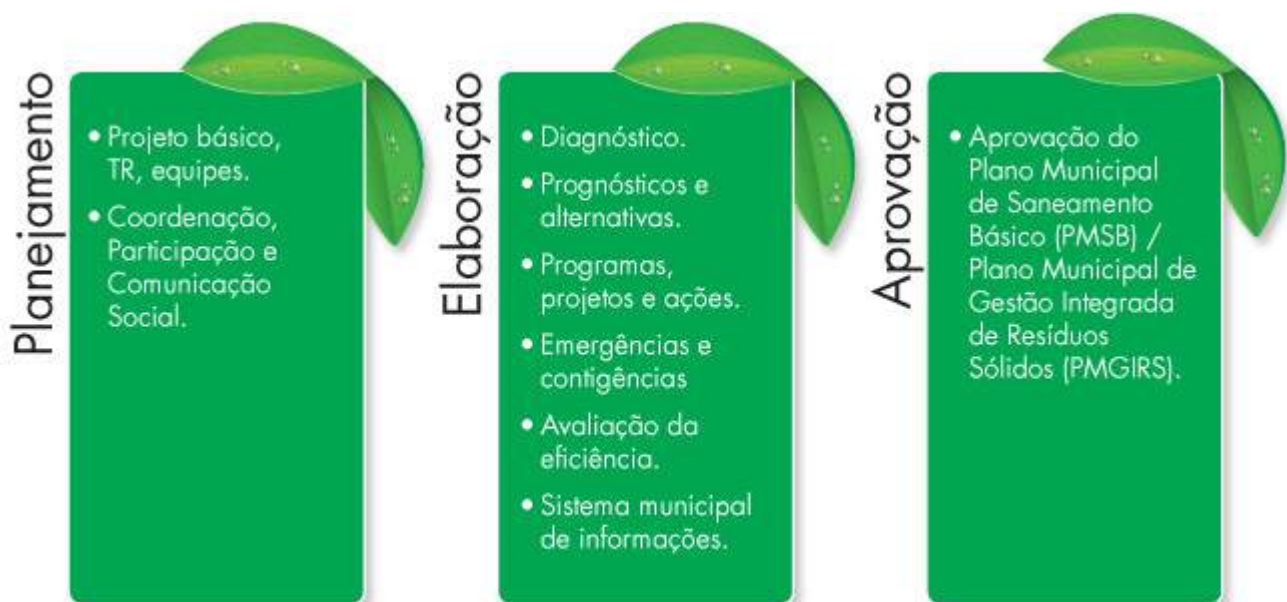 Planejamento
• Projeto básico,
TR, equipes.
• Coordenação,
Participação e
Comunicação
Social.
Elaboração
• Diagnóstico.
• Prognósticos e
alternativas.
• Programas,
projetos e ações.
• Emergências e
contigências
• Avaliação da
eficiência.
• Sistema municipal
de informações.
Aprovação
• Aprovação do
Plano Municipal
de Saneamento
Básico (PMSB) /
Plano Municipal de
Gestão Integrada
de Resíduos
Sólidos (PMGIRS).